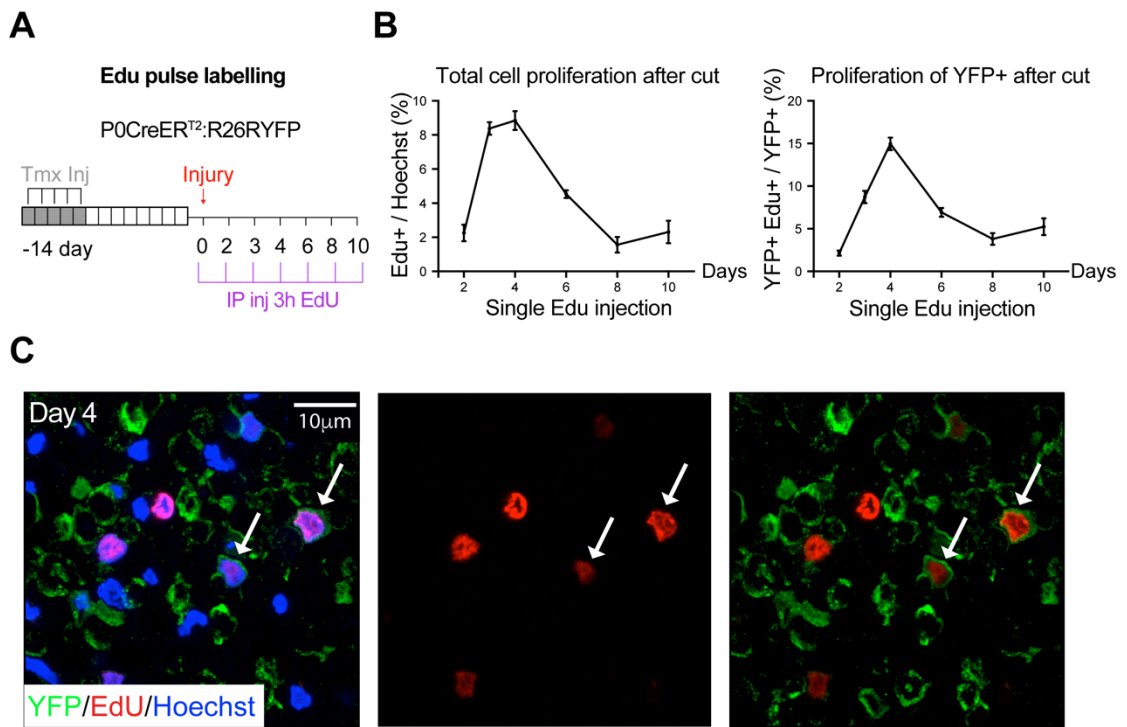 A
Edu pulse labelling
P0CreER^T2:R26RYFP
Tmx Inj
Injury
-14 day
0 2 3 4 6 8 10
IP inj 3h EdU
B
Total cell proliferation after cut
Edu+ / Hoechst (%)
10
8
6
4
2
0
2 4 6 8 10
Days
Single Edu injection
Proliferation of YFP+ after cut
YFP+ Edu+ / YFP+ (%)
20
15
10
5
0
2 4 6 8 10
Days
Single Edu injection
C
Day 4
10μm
YFP/EdU/Hoechst